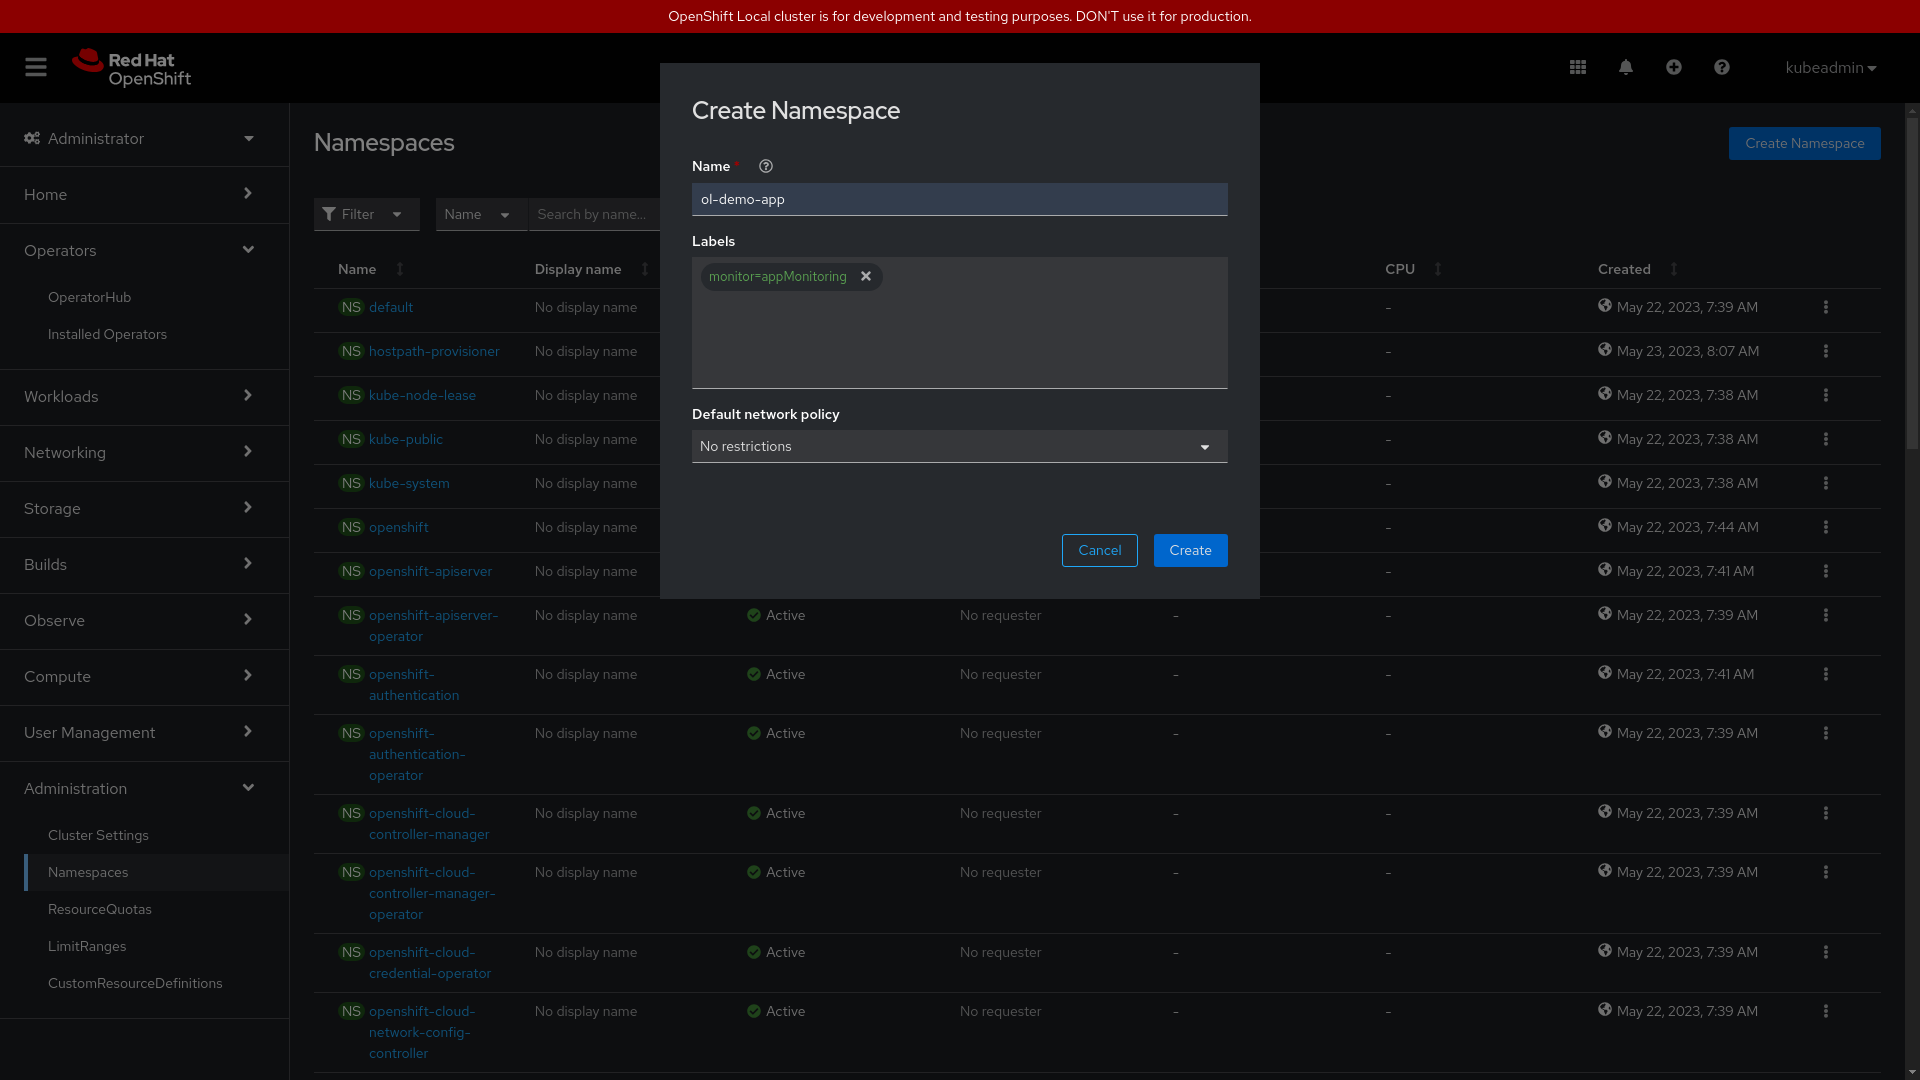 OpenShift Local cluster is for development and testing purposes. DON'T use it for production.
Red Hat
OpenShift
kubeadmin
Administrator
Home
Operators
OperatorHub
Installed Operators
Workloads
Networking
Storage
Builds
Observe
Compute
User Management
Administration
Cluster Settings
Namespaces
ResourceQuotas
LimitRanges
CustomResourceDefinitions
Namespaces
Create Namespace
Filter Name Search by name...
Create Namespace
Name *
ol-demo-app
Labels
monitor=appMonitoring
Default network policy
No restrictions
Cancel Create
Name Display name CPU Created
NS default No display name - May 22, 2023, 7:39 AM
NS hostpath-provisioner No display name - May 23, 2023, 8:07 AM
NS kube-node-lease No display name - May 22, 2023, 7:38 AM
NS kube-public No display name - May 22, 2023, 7:38 AM
NS kube-system No display name - May 22, 2023, 7:38 AM
NS openshift No display name - May 22, 2023, 7:44 AM
NS openshift-apiserver No display name - May 22, 2023, 7:41 AM
NS openshift-apiserver- No display name Active No requester - - May 22, 2023, 7:39 AM
operator
NS openshift- No display name Active No requester - - May 22, 2023, 7:41 AM
authentication
NS openshift- No display name Active No requester - - May 22, 2023, 7:39 AM
authentication-
operator
NS openshift-cloud- No display name Active No requester - - May 22, 2023, 7:39 AM
controller-manager
NS openshift-cloud- No display name Active No requester - - May 22, 2023, 7:39 AM
controller-manager-
operator
NS openshift-cloud- No display name Active No requester - - May 22, 2023, 7:39 AM
credential-operator
NS openshift-cloud- No display name Active No requester - - May 22, 2023, 7:39 AM
network-config-
controller